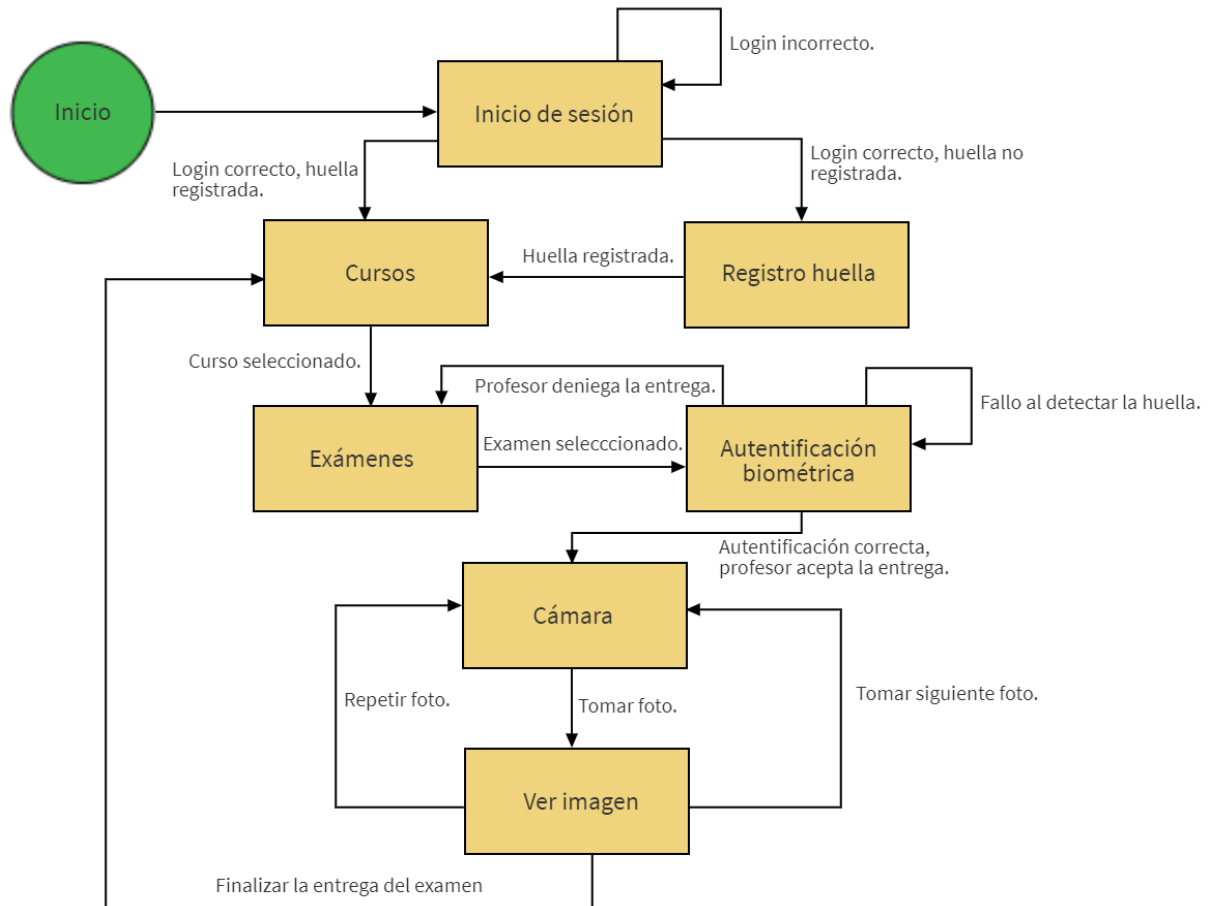 Login incorrecto.
Inicio
Inicio de sesión
Login correcto, huella
registrada.
Login correcto, huella no
registrada.
Cursos
Huella registrada.
Registro huella
Curso seleccionado.
Profesor deniega la entrega.
Fallo al detectar la huella.
Exámenes
Examen selecccionado.
Autentificación
biométrica
Autentificación correcta,
profesor acepta la entrega.
Cámara
Repetir foto.
Tomar foto.
Tomar siguiente foto.
Ver imagen
Finalizar la entrega del examen